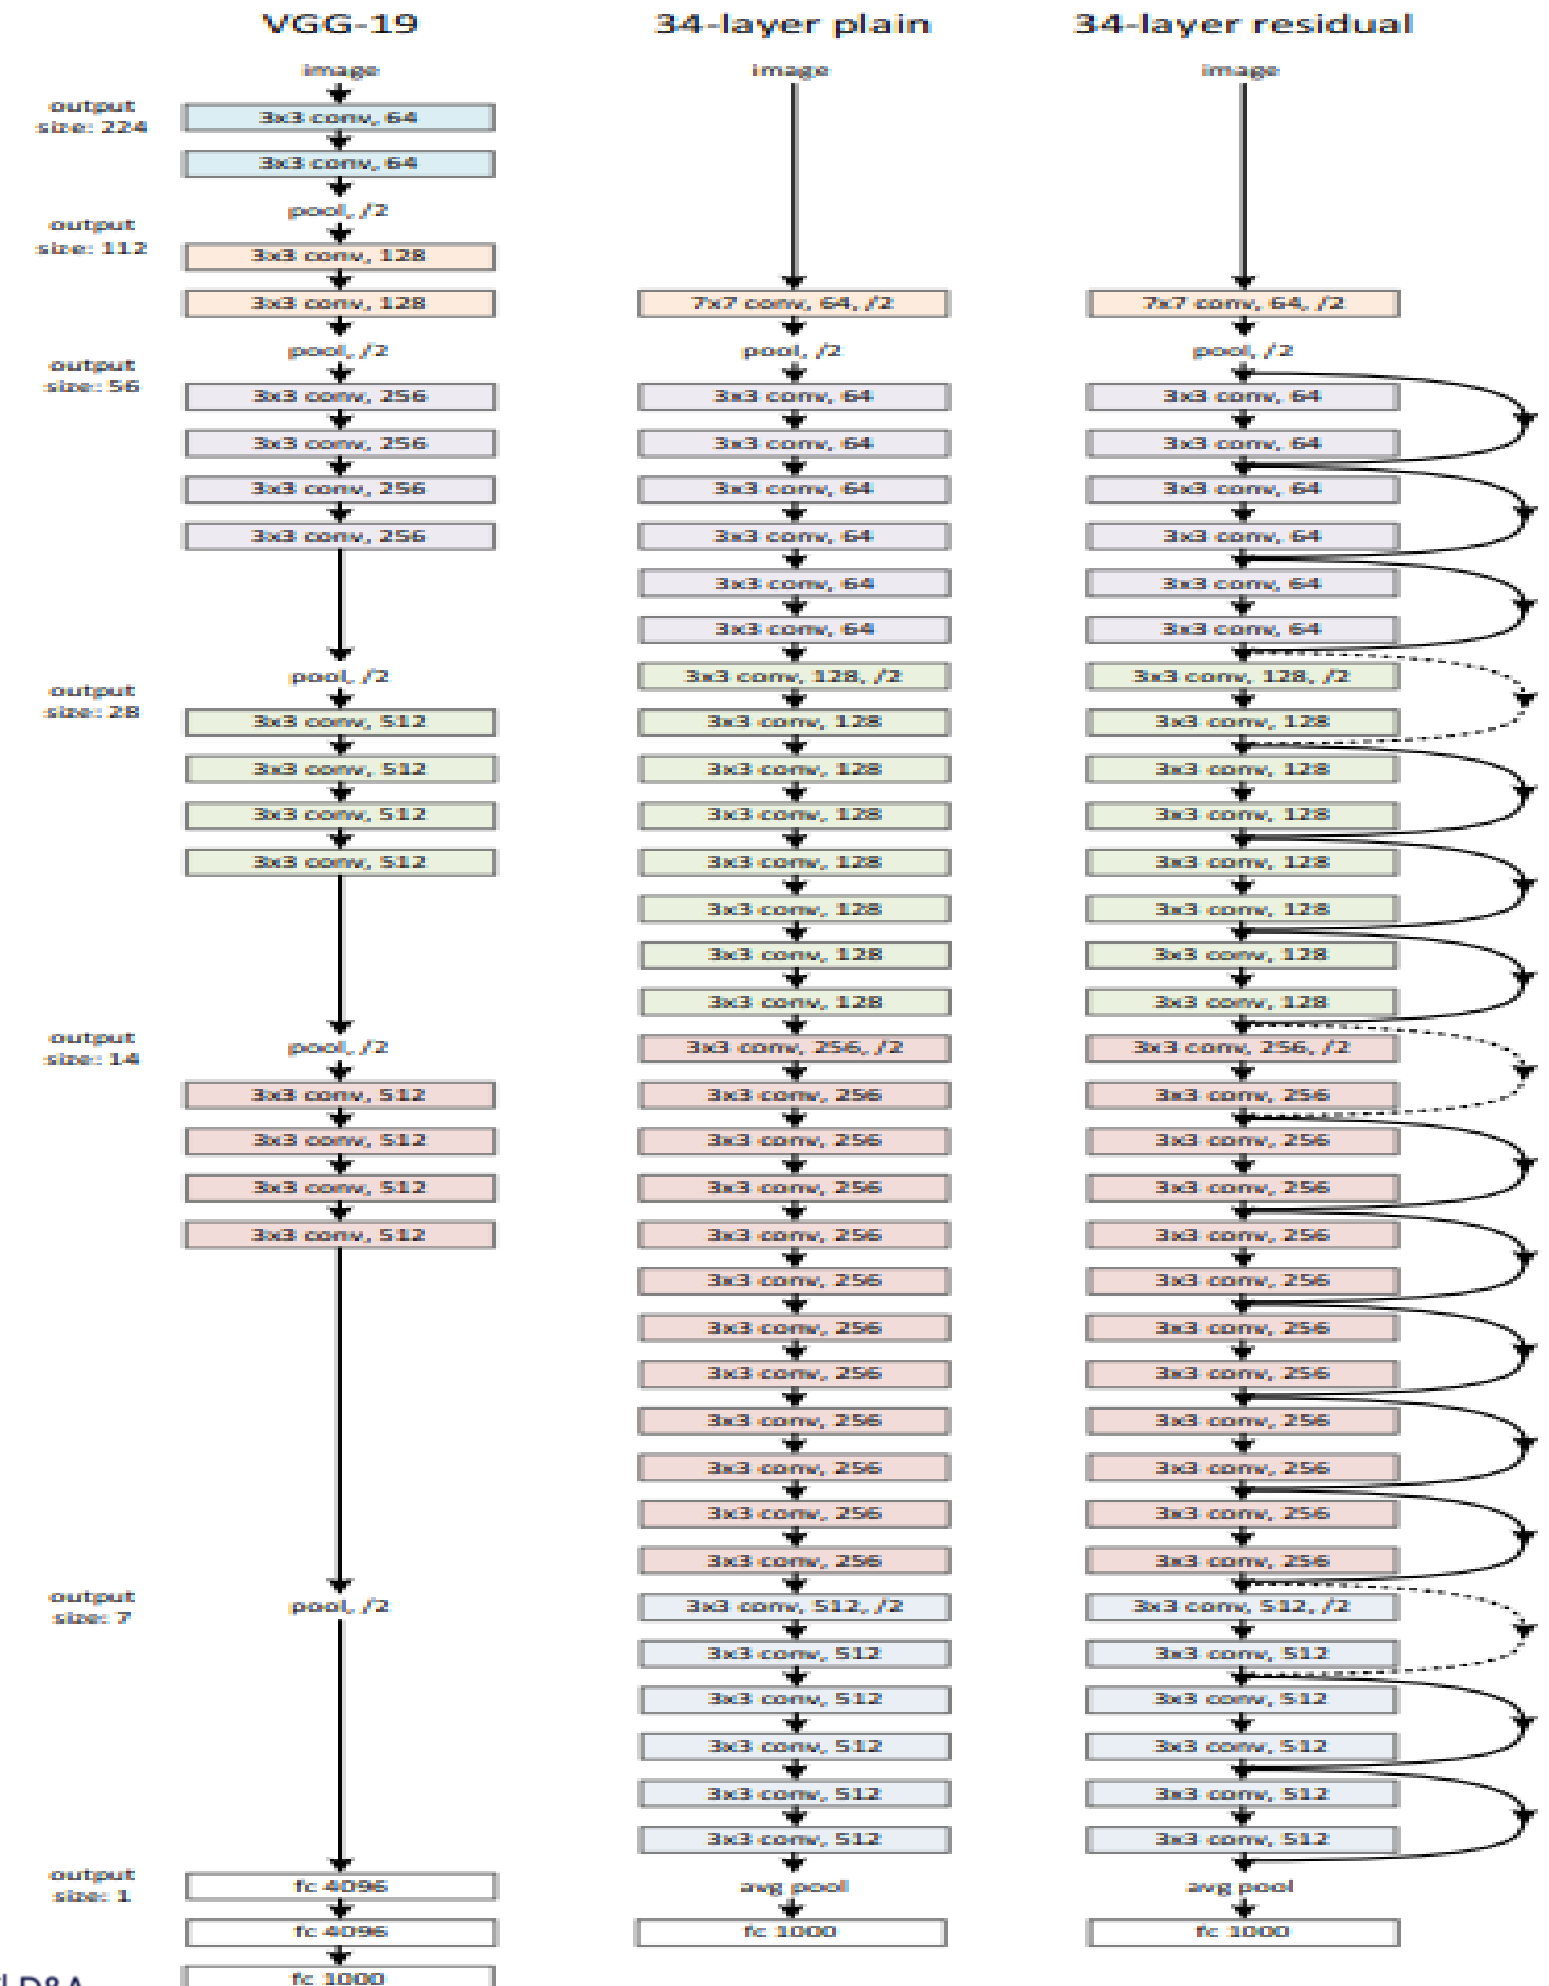 VGG-19
image
output
size: 224
3x3 conv, 64
3x3 conv, 64
pool, /2
output
size: 112
3x3 conv, 128
3x3 conv, 128
pool, /2
output
size: 56
3x3 conv, 256
3x3 conv, 256
3x3 conv, 256
3x3 conv, 256
pool, /2
output
size: 28
3x3 conv, 512
3x3 conv, 512
3x3 conv, 512
3x3 conv, 512
output
size: 14
pool, /2
3x3 conv, 512
3x3 conv, 512
3x3 conv, 512
3x3 conv, 512
output
size: 7
pool, /2
output
size: 1
fc 4096
fc 4096
fc 1000
34-layer plain
image
7x7 conv, 64, /2
pool, /2
3x3 conv, 64
3x3 conv, 64
3x3 conv, 64
3x3 conv, 64
3x3 conv, 64
3x3 conv, 64
3x3 conv, 128, /2
3x3 conv, 128
3x3 conv, 128
3x3 conv, 128
3x3 conv, 128
3x3 conv, 128
3x3 conv, 128
3x3 conv, 128
3x3 conv, 256, /2
3x3 conv, 256
3x3 conv, 256
3x3 conv, 256
3x3 conv, 256
3x3 conv, 256
3x3 conv, 256
3x3 conv, 256
3x3 conv, 256
3x3 conv, 256
3x3 conv, 256
3x3 conv, 256
3x3 conv, 512, /2
3x3 conv, 512
3x3 conv, 512
3x3 conv, 512
3x3 conv, 512
3x3 conv, 512
avg pool
fc 1000
34-layer residual
image
7x7 conv, 64, /2
pool, /2
3x3 conv, 64
3x3 conv, 64
3x3 conv, 64
3x3 conv, 64
3x3 conv, 64
3x3 conv, 64
3x3 conv, 128, /2
3x3 conv, 128
3x3 conv, 128
3x3 conv, 128
3x3 conv, 128
3x3 conv, 128
3x3 conv, 128
3x3 conv, 128
3x3 conv, 256, /2
3x3 conv, 256
3x3 conv, 256
3x3 conv, 256
3x3 conv, 256
3x3 conv, 256
3x3 conv, 256
3x3 conv, 256
3x3 conv, 256
3x3 conv, 256
3x3 conv, 256
3x3 conv, 256
3x3 conv, 512, /2
3x3 conv, 512
3x3 conv, 512
3x3 conv, 512
3x3 conv, 512
3x3 conv, 512
avg pool
fc 1000
D&A